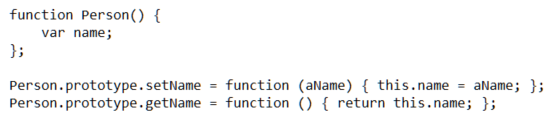 function Person() {
    var name;
};

Person.prototype.setName = function (aName) { this.name = aName; };
Person.prototype.getName = function () { return this.name; };